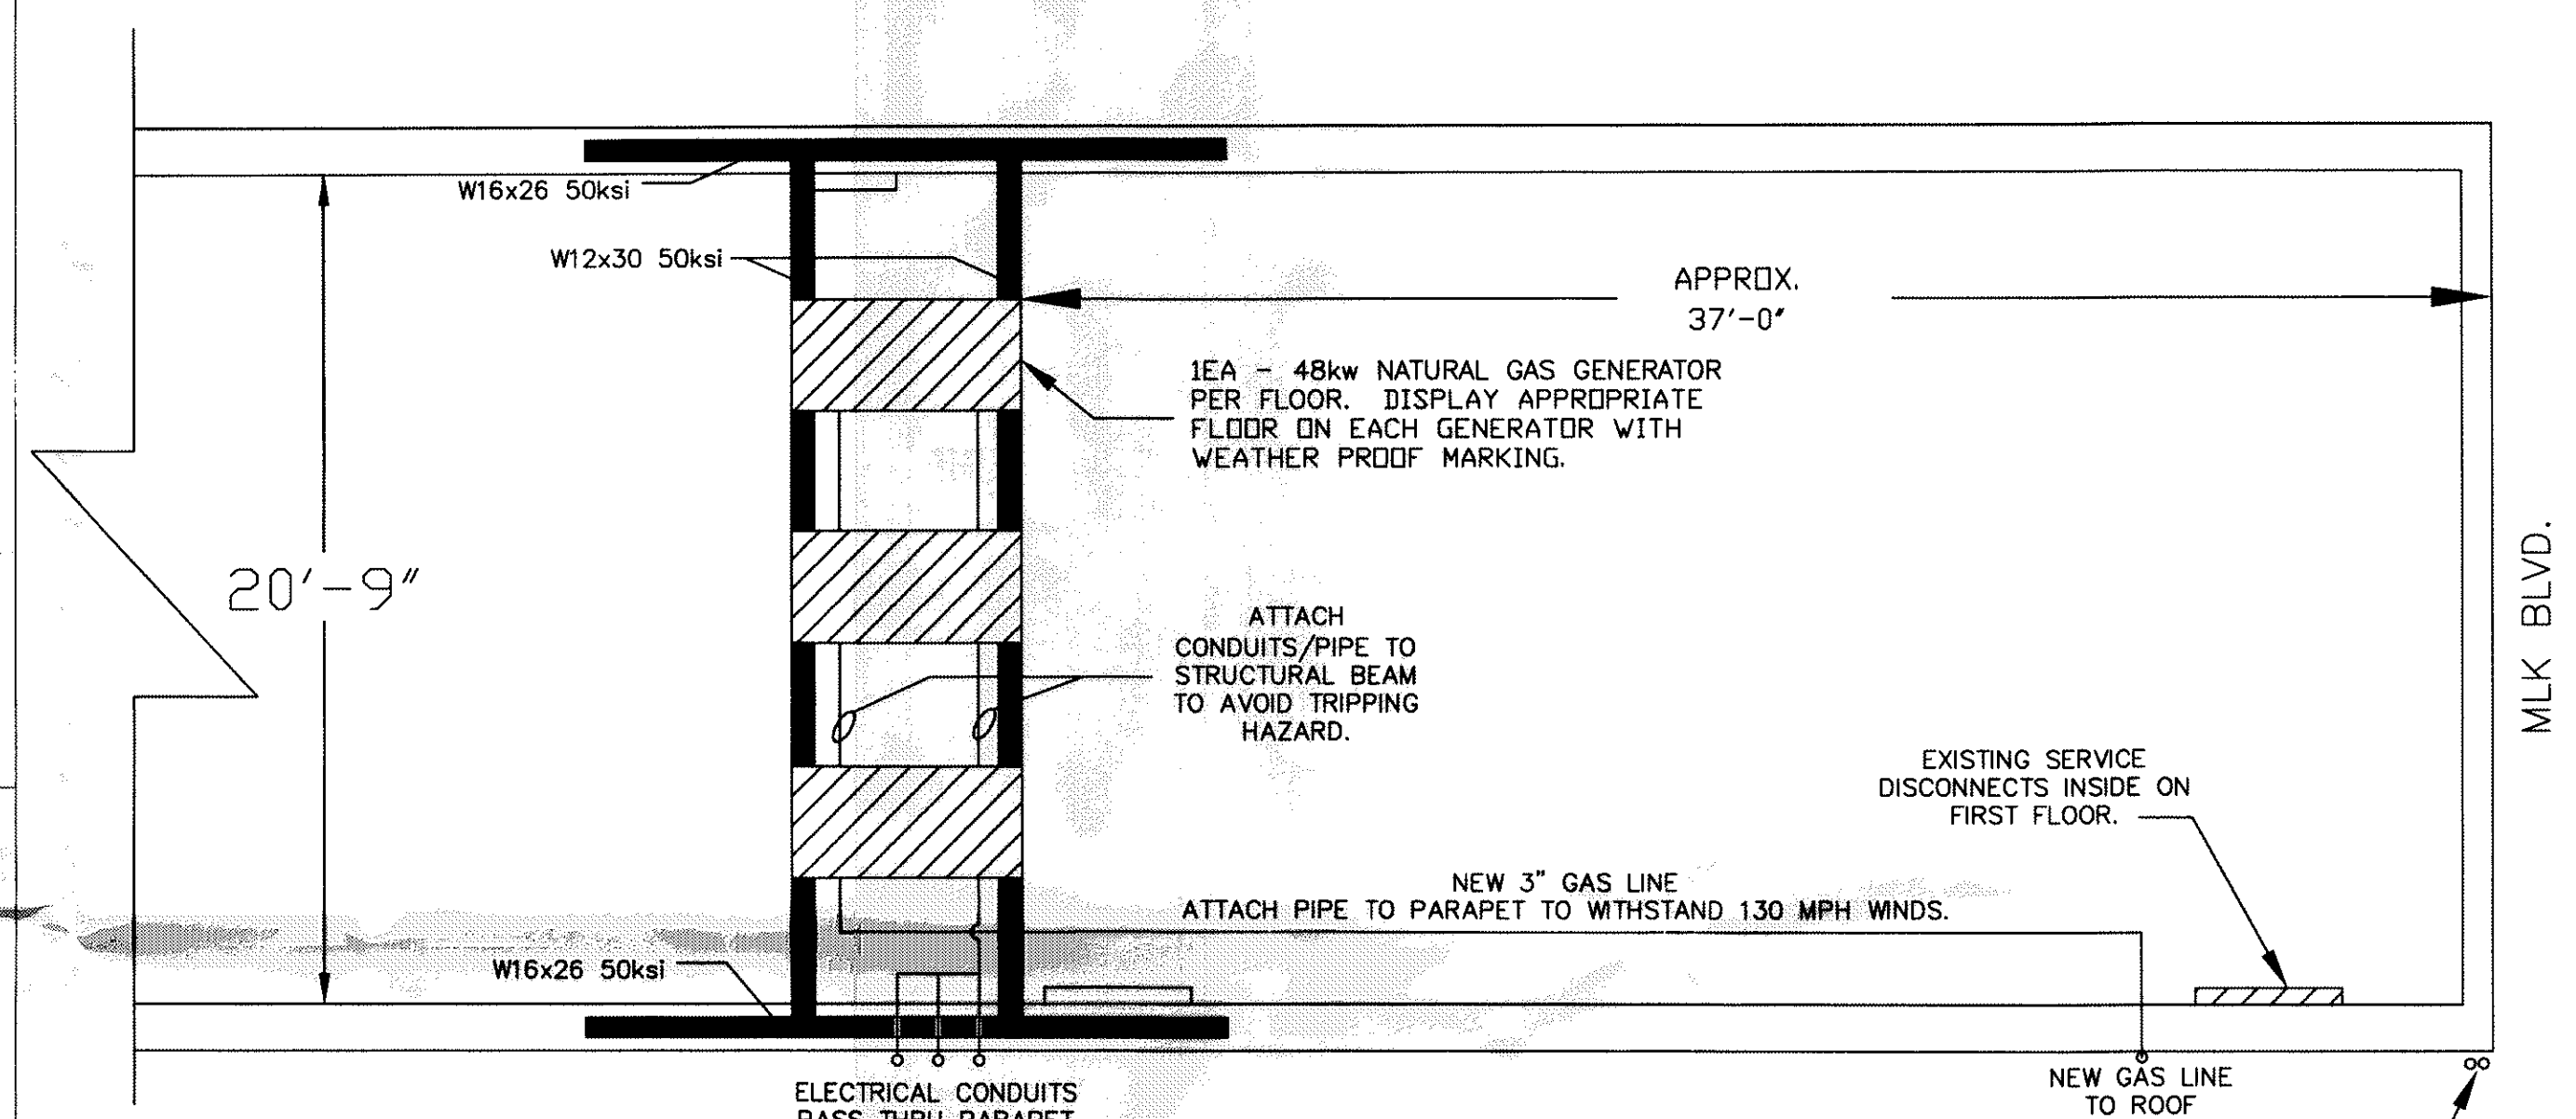 W16x26 50ksi
W12x30 50ksi
APPROX.
37'-0"
1EA - 48kw NATURAL GAS GENERATOR
PER FLOOR. DISPLAY APPROPRIATE
FLOOR ON EACH GENERATOR WITH
WEATHER PROOF MARKING.
20'-9"
ATTACH
CONDUITS/PIPE TO
STRUCTURAL BEAM
TO AVOID TRIPPING
HAZARD.
MLK BLVD.
EXISTING SERVICE
DISCONNECTS INSIDE ON
FIRST FLOOR.
NEW 3" GAS LINE
ATTACH PIPE TO PARAPET TO WITHSTAND 130 MPH WINDS.
W16x26 50ksi
ELECTRICAL CONDUITS
PASS THRU PARAPET
NEW GAS LINE
TO ROOF